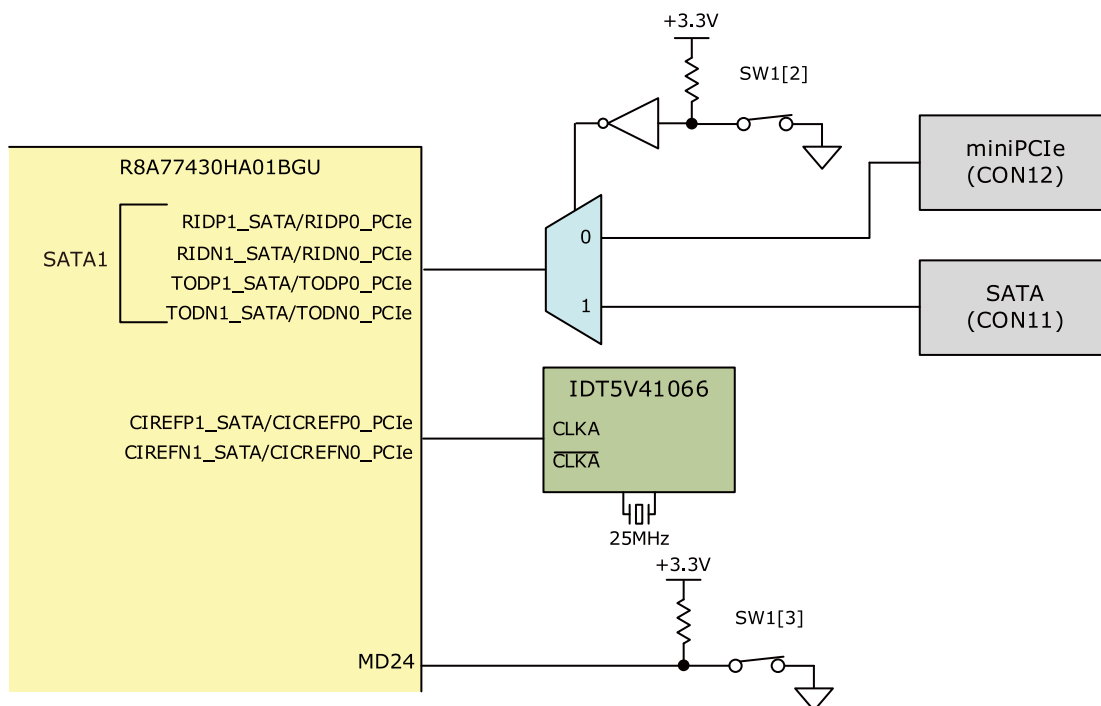 +3.3V
SW1[2]
miniPCIe
(CON12)
R8A77430HA01BGU
RIDP1_SATA/RIDP0_PCIe
RIDN1_SATA/RIDN0_PCIe
SATA1
TODP1_SATA/TODP0_PCIe
TODN1_SATA/TODN0_PCIe
0
1
SATA
(CON11)
IDT5V41066
CIREFP1_SATA/CICREFP0_PCIe
CLKA
CIREFN1_SATA/CICREFN0_PCIe
CLKA
25MHz
+3.3V
SW1[3]
MD24